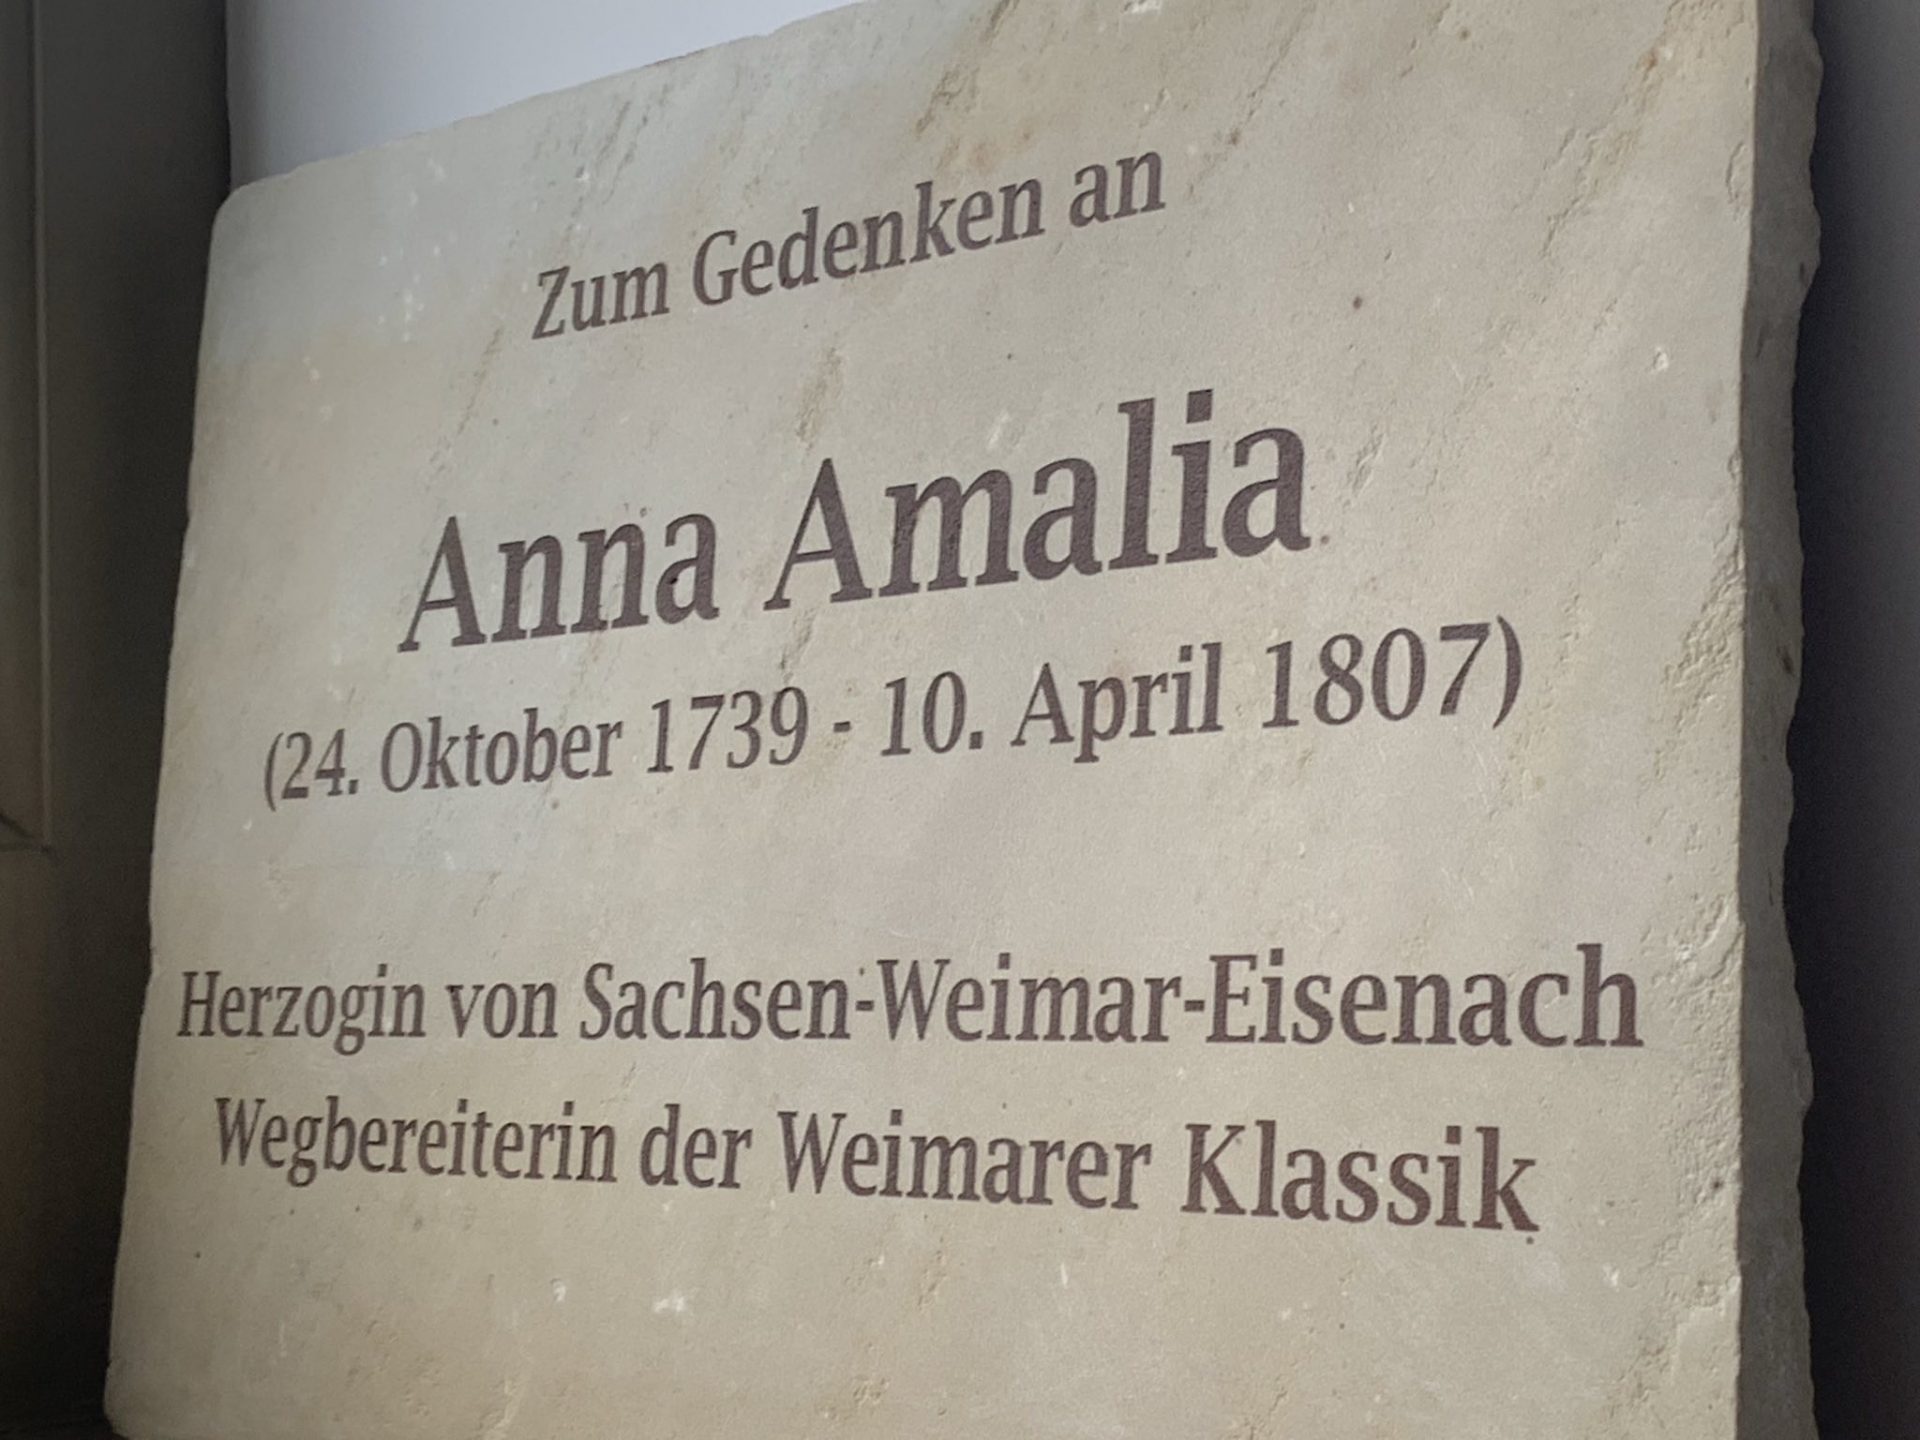 Zum Gedenken an
Anna Amalia
(24. Oktober 1739 - 10. April 1807)
Herzogin von Sachsen-Weimar-Eisenach
Wegbereiterin der Weimarer Klassik